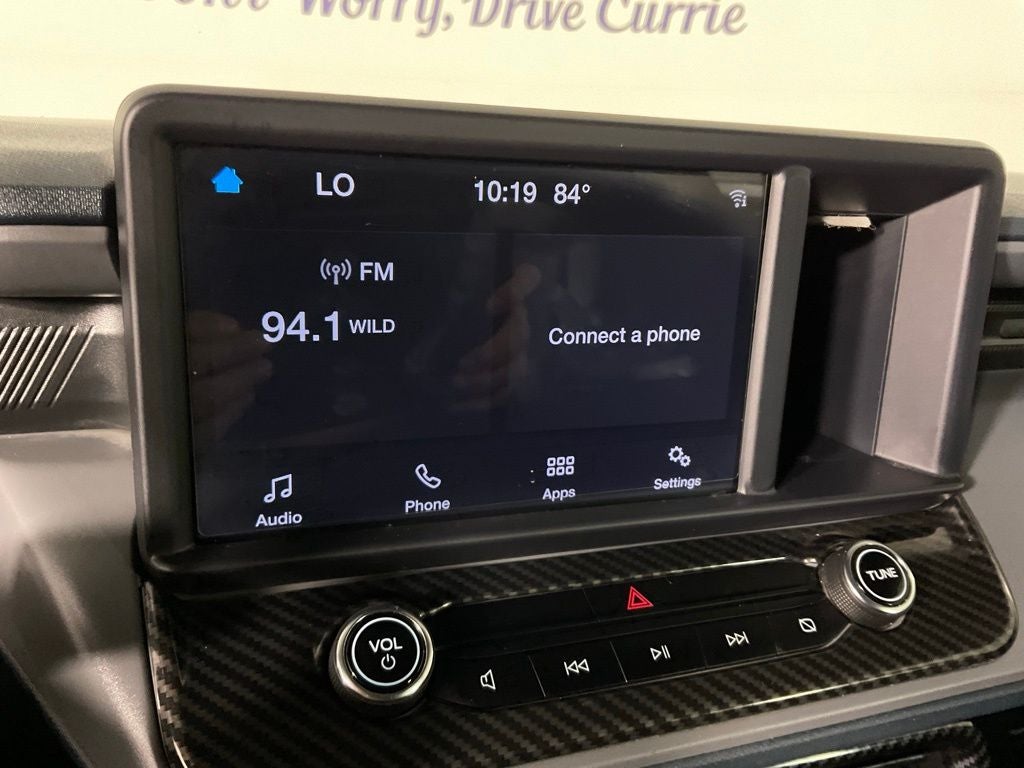 Worry, Drive Currie
LO
10:19 84°
FM
94.1 WILD
Connect a phone
Audio
Phone
Apps
Settings
TUNE
VOL